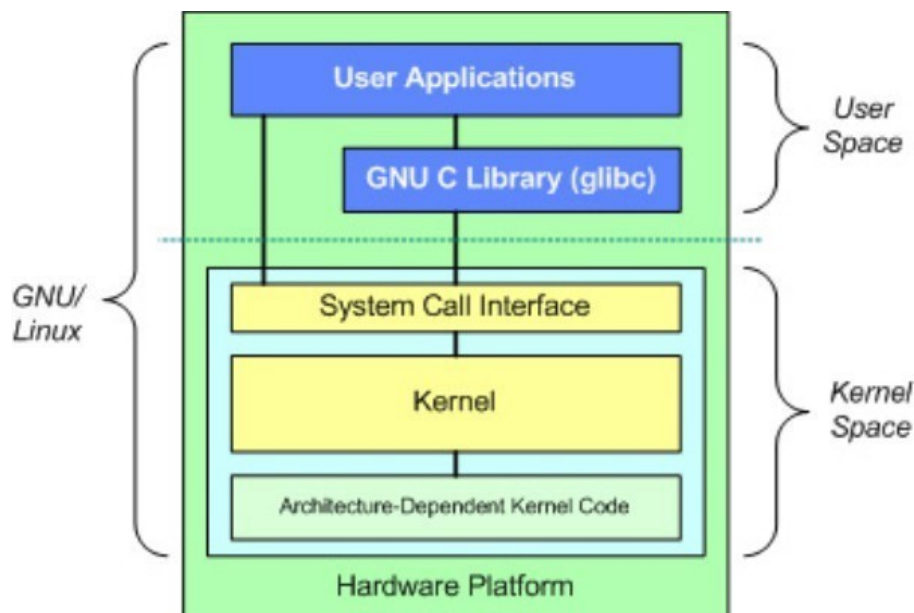 User Applications
User
Space
GNU C Library (glibc)
GNU/
Linux
System Call Interface
Kernel
Kernel
Space
Architecture-Dependent Kernel Code
Hardware Platform